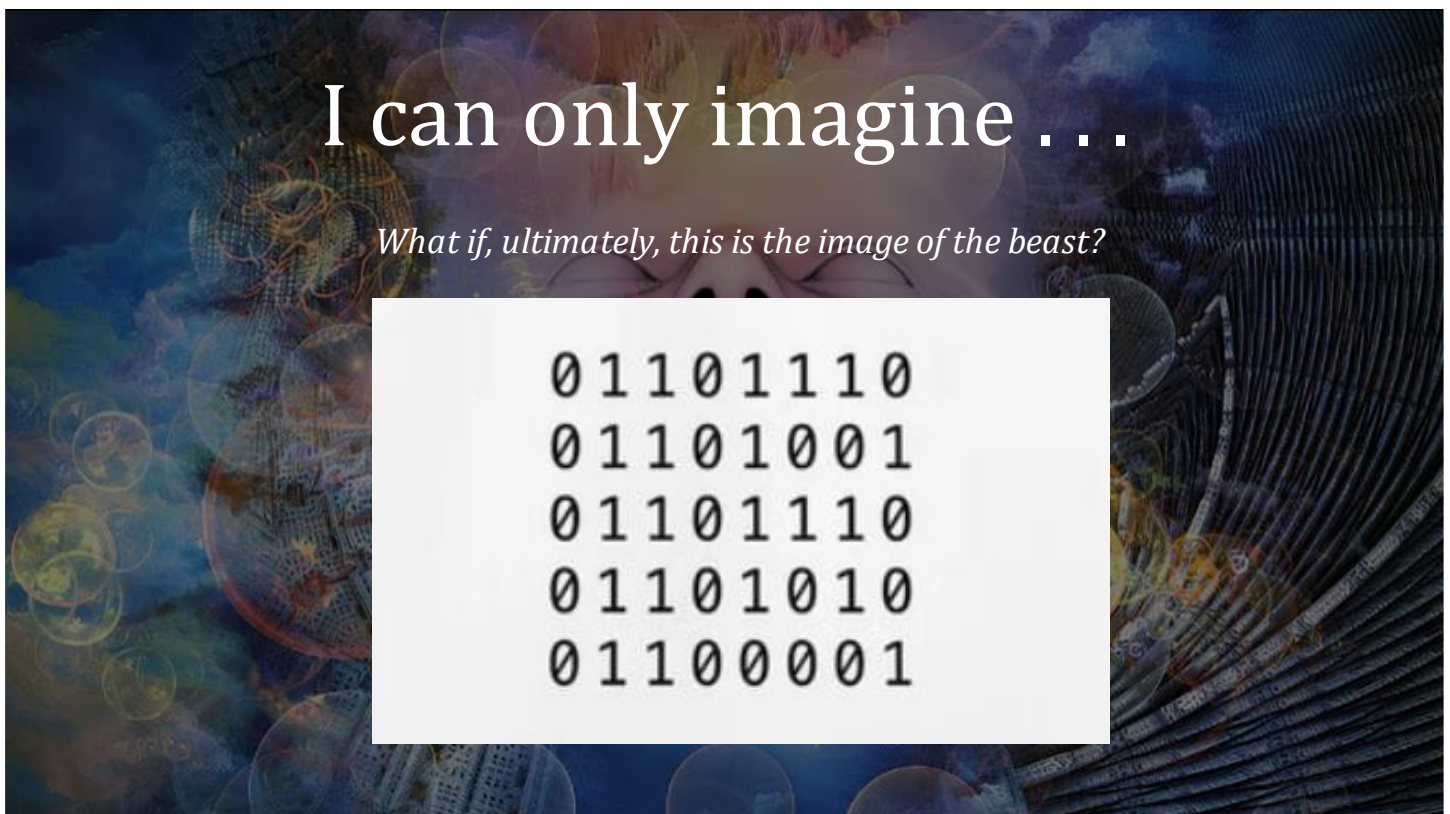 I can only imagine . . .
What if, ultimately, this is the image of the beast?
01101110
01101001
01101110
01101010
01100001